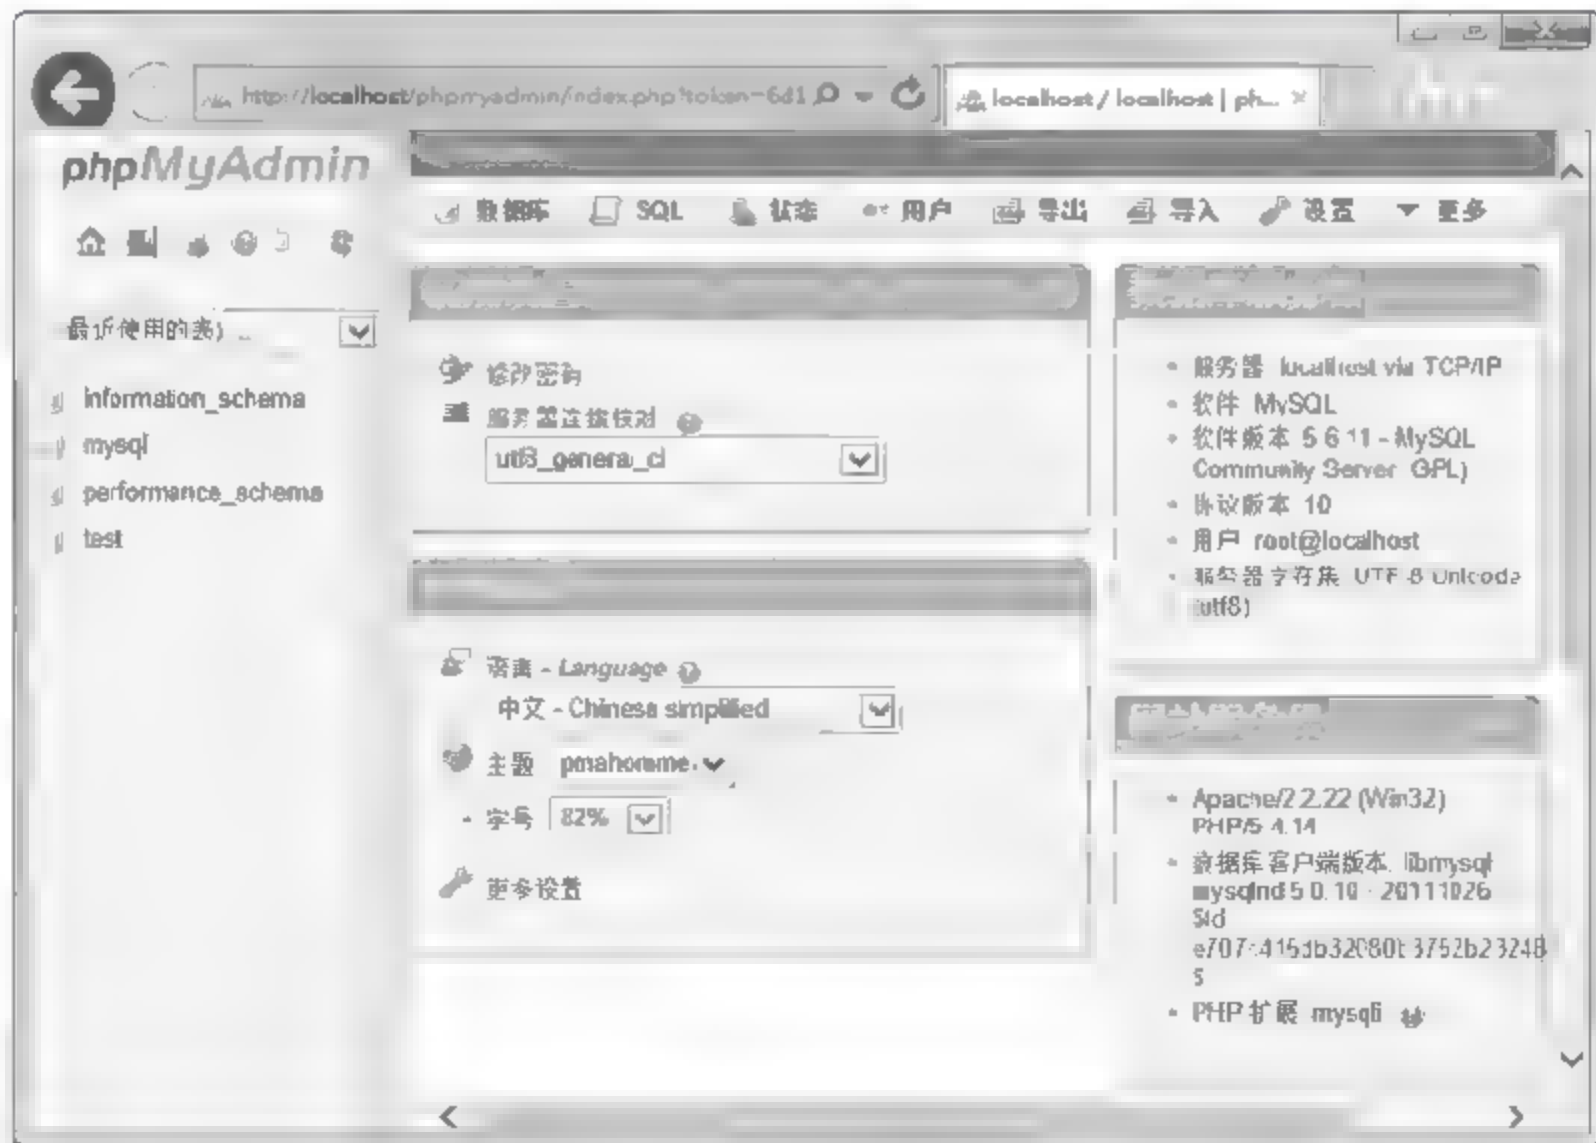 http://localhost/phpmyadmin/index.php?token=6d1
localhost / localhost | ph...
phpMyAdmin
数据库 SQL 状态 用户 导出 导入 设置 更多
最近使用的表) ...
information_schema
mysql
performance_schema
test
修改密码
服务器连接校对
utf8_general_ci
语言 - Language
中文 - Chinese simplified
主题 pmahomme
字号 82%
更多设置
服务器 localhost via TCP/IP
软件 MySQL
软件版本 5.6.11 - MySQL
Community Server GPL)
协议版本 10
用户 root@localhost
服务器字符集 UTF-8 Unicode
utf8)
Apache/2.2.22 (Win32)
PHP/5.4.14
数据库客户端版本 libmysql
mysqlnd 5.0.10 - 20111026
PHP 扩展 mysqli